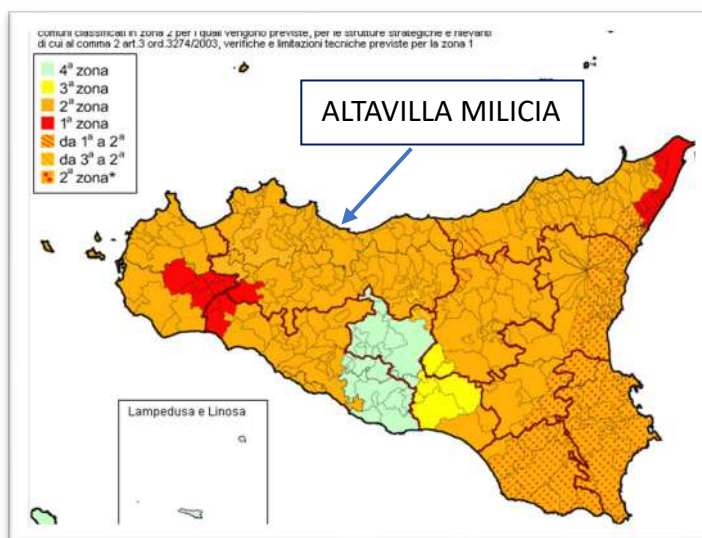 comuni classificati in zona 2 per i quali vengono previste, per le strutture strategiche e rilevanti
di cui al comma 2 art.3 ord.3274/2003, verifiche e limitazioni tecniche previste per la zona 1
4ª zona
3ª zona
2ª zona
1ª zona
da 1ª a 2ª
da 3ª a 2ª
2ª zona*
ALTAVILLA MILICIA
Lampedusa e Linosa